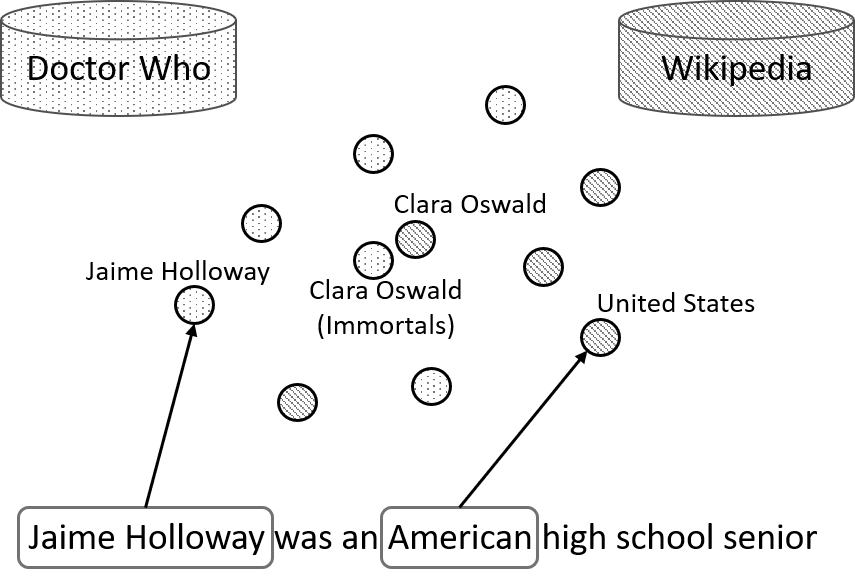 Doctor Who
Wikipedia
Clara Oswald
Jaime Holloway
Clara Oswald
(Immortals)
United States
Jaime Holloway was an American high school senior